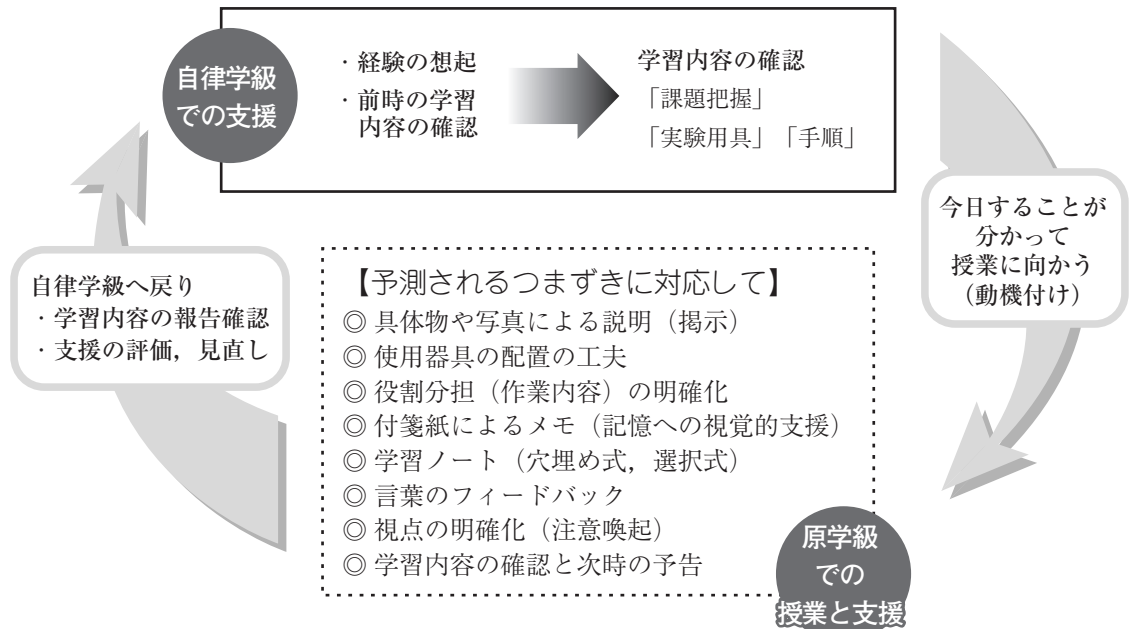 自律学級
での支援
・経験の想起
・前時の学習
内容の確認
学習内容の確認
「課題把握」
「実験用具」「手順」
今日することが
分かって
授業に向かう
（動機付け）
自律学級へ戻り
・学習内容の報告確認
・支援の評価，見直し
【予測されるつまずきに対応して】
◎ 具体物や写真による説明（掲示）
◎ 使用器具の配置の工夫
◎ 役割分担（作業内容）の明確化
◎ 付箋紙によるメモ（記憶への視覚的支援）
◎ 学習ノート（穴埋め式，選択式）
◎ 言葉のフィードバック
◎ 視点の明確化（注意喚起）
◎ 学習内容の確認と次時の予告
原学級
での
授業と支援